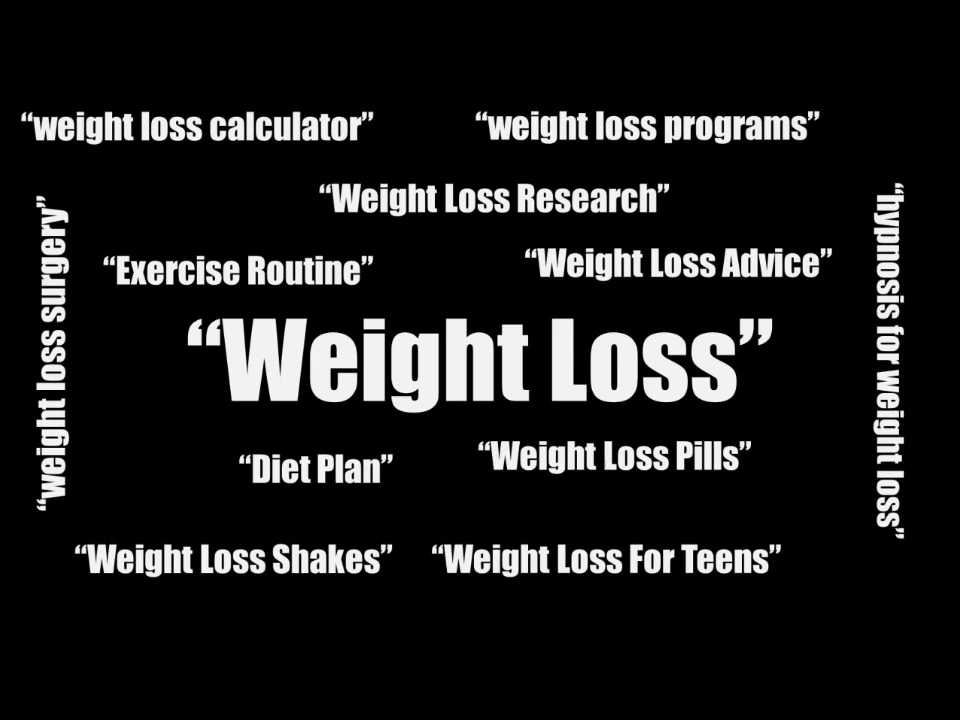 “weight loss calculator”
“weight loss programs”
“Weight Loss Research”
“weight loss surgery”
“hypnosis for weight loss”
“Exercise Routine”
“Weight Loss Advice”
“Weight Loss”
“Diet Plan”
“Weight Loss Pills”
“Weight Loss Shakes”
“Weight Loss For Teens”